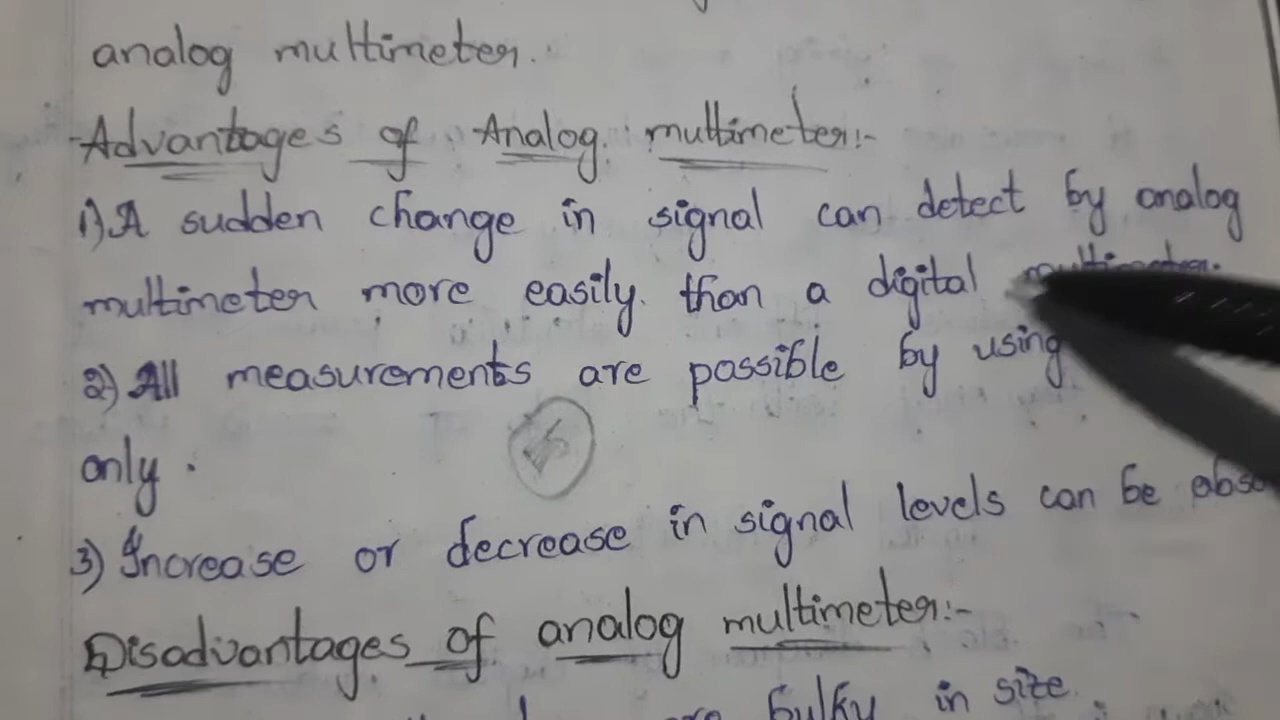 analog multimeter.
Advantages of Analog multimeter:-
1) A sudden change in signal can detect by analog
multimeter more easily than a digital multimeter.
2) All measurements are possible by using
only.
3) Increase or decrease in signal levels can be
Disadvantages of analog multimeter:-
bulky in size